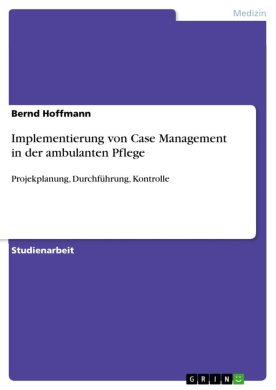 Medizin
Bernd Hoffmann
Implementierung von Case Management
in der ambulanten Pflege
Projekplanung, Durchführung, Kontrolle
Studienarbeit
GRIN